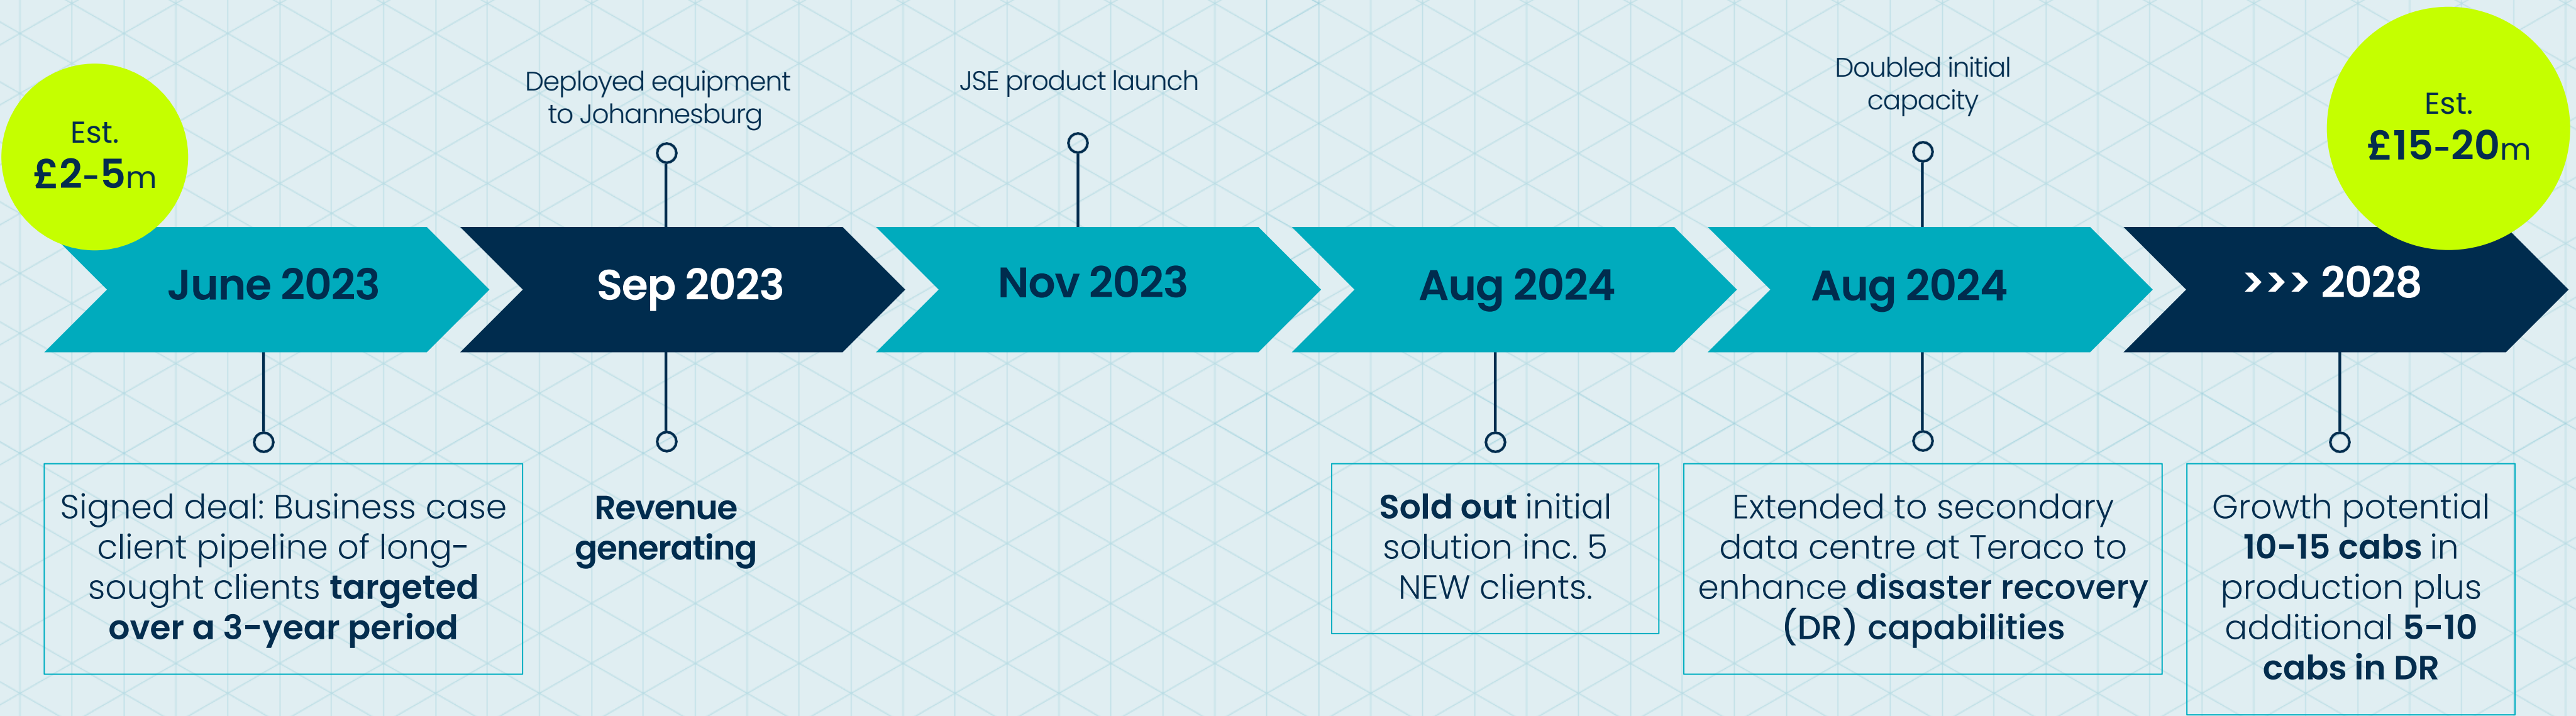 Est.
£2-5m
Deployed equipment
to Johannesburg
JSE product launch
Doubled initial
capacity
Est.
£15-20m
June 2023
Sep 2023
Nov 2023
Aug 2024
Aug 2024
>>> 2028
Signed deal: Business case
client pipeline of long-
sought clients targeted
over a 3-year period
Revenue
generating
Sold out initial
solution inc. 5
NEW clients.
Extended to secondary
data centre at Teraco to
enhance disaster recovery
(DR) capabilities
Growth potential
10-15 cabs in
production plus
additional 5-10
cabs in DR